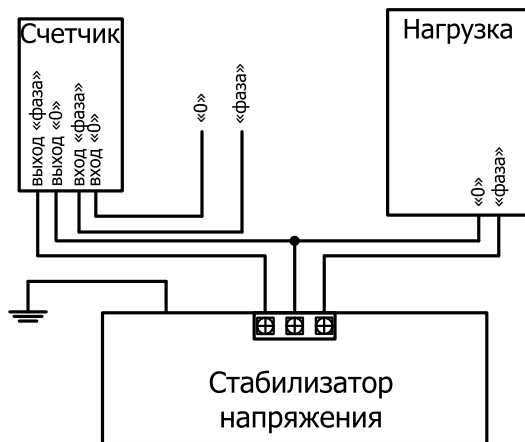 Счетчик
выход «фаза»
выход «0»
вход «фаза»
вход «0»
«0»
«фаза»
Нагрузка
«0»
«фаза»
Стабилизатор
напряжения